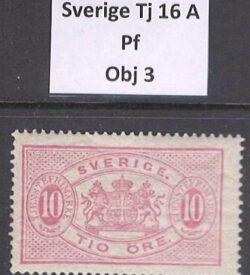 Sverige Tj 16 A
Pf
Obj 3
SVERIGE.
10 10
TIO ÖRE.